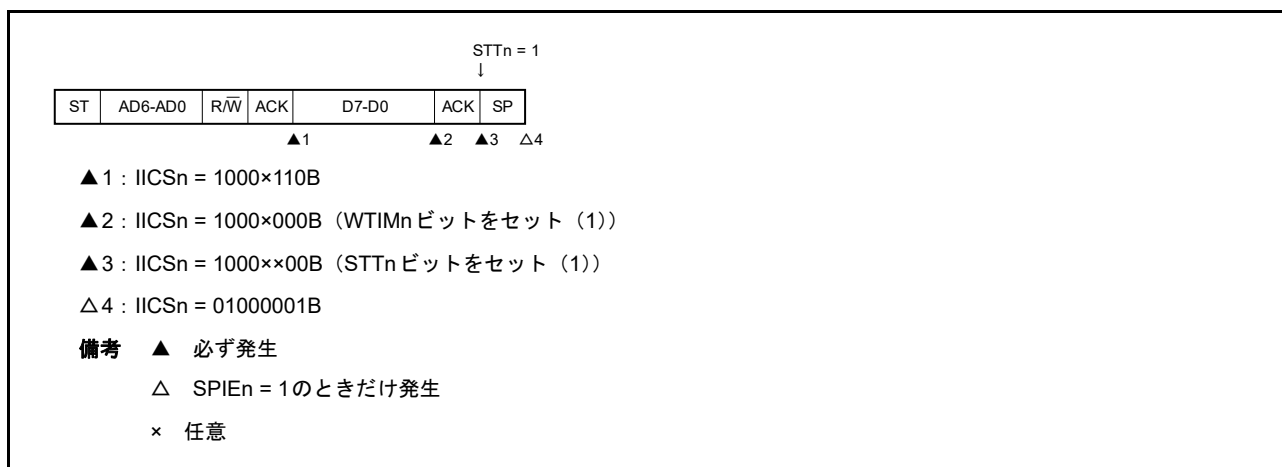 STTn = 1
↓
ST AD6-AD0 R/W̅ ACK D7-D0 ACK SP
▲1 ▲2 ▲3 △4
▲1：IICSn = 1000×110B
▲2：IICSn = 1000×000B（WTIMnビットをセット（1））
▲3：IICSn = 1000××00B（STTnビットをセット（1））
△4：IICSn = 01000001B
備考 ▲ 必ず発生
△ SPIEn = 1のときだけ発生
× 任意